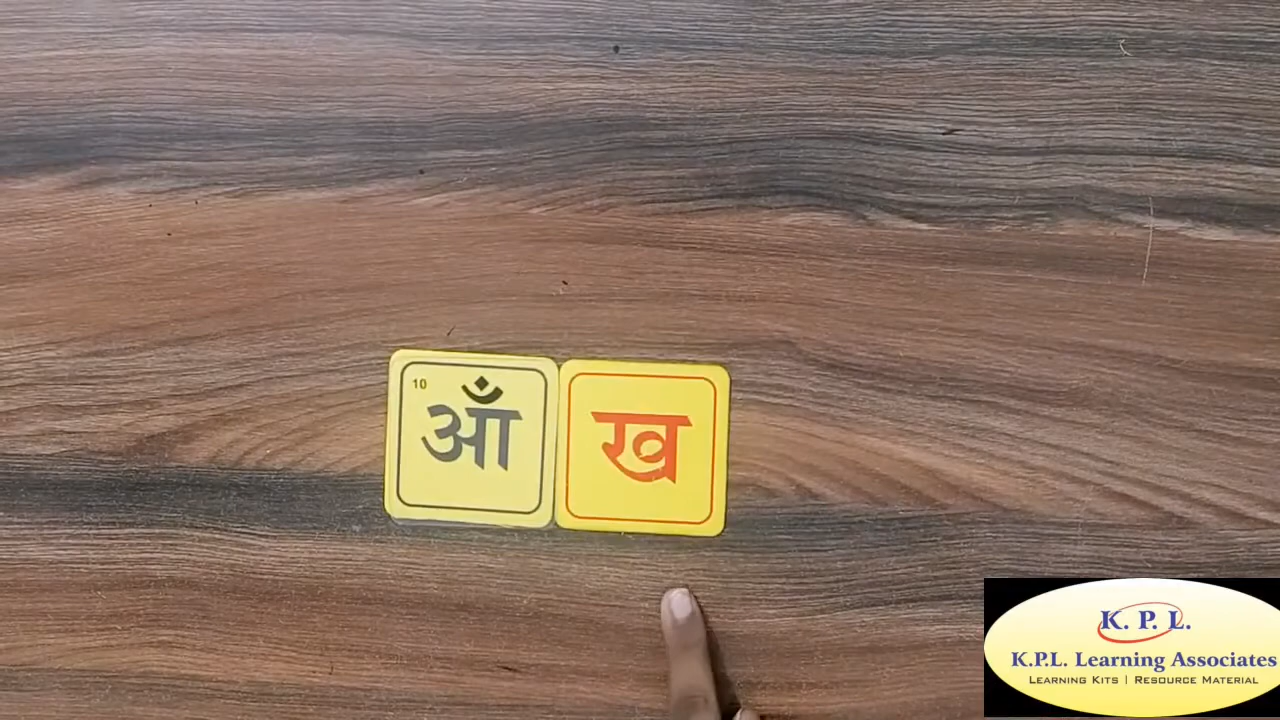 10
आँ ख
K. P. L.
K.P.L. Learning Associates
Learning Kits | Resource Material